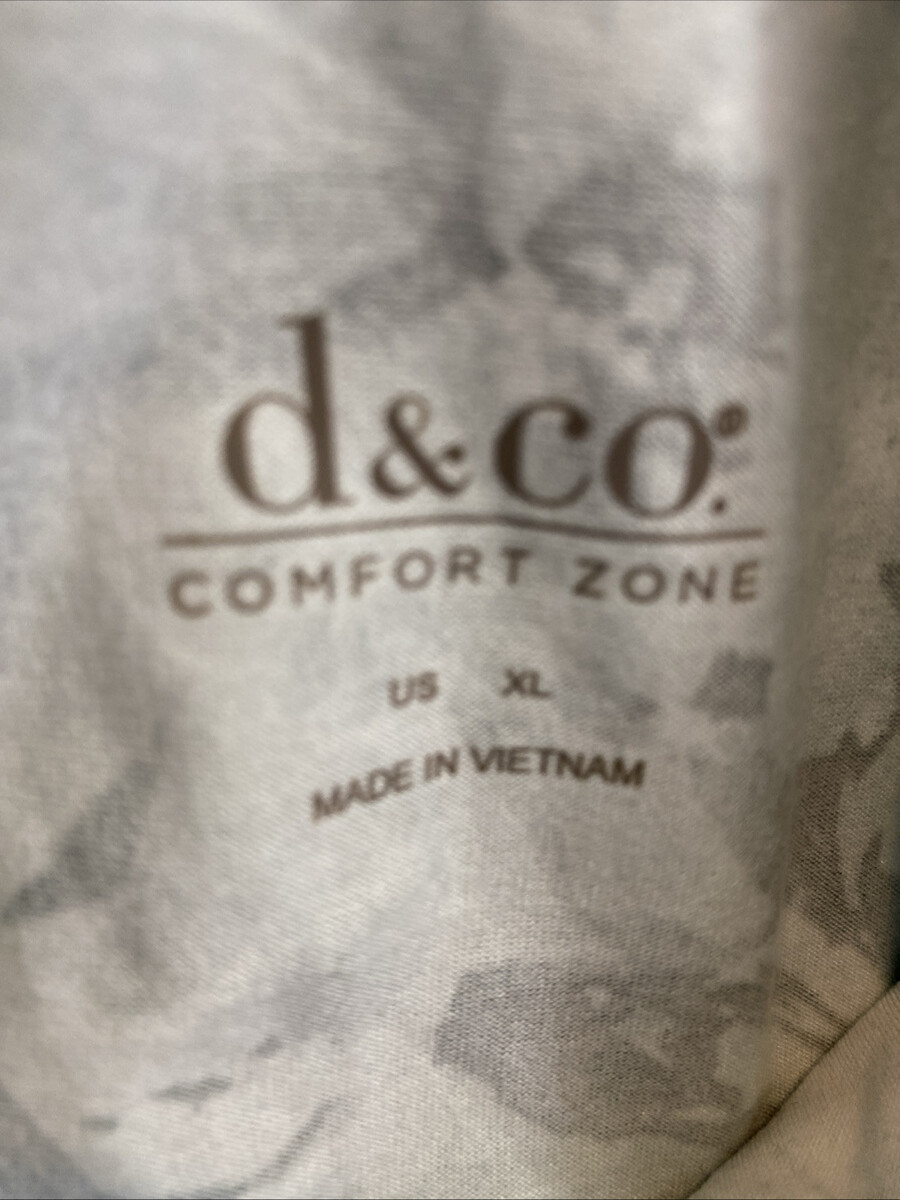 d&co.®
COMFORT ZONE
US XL
MADE IN VIETNAM